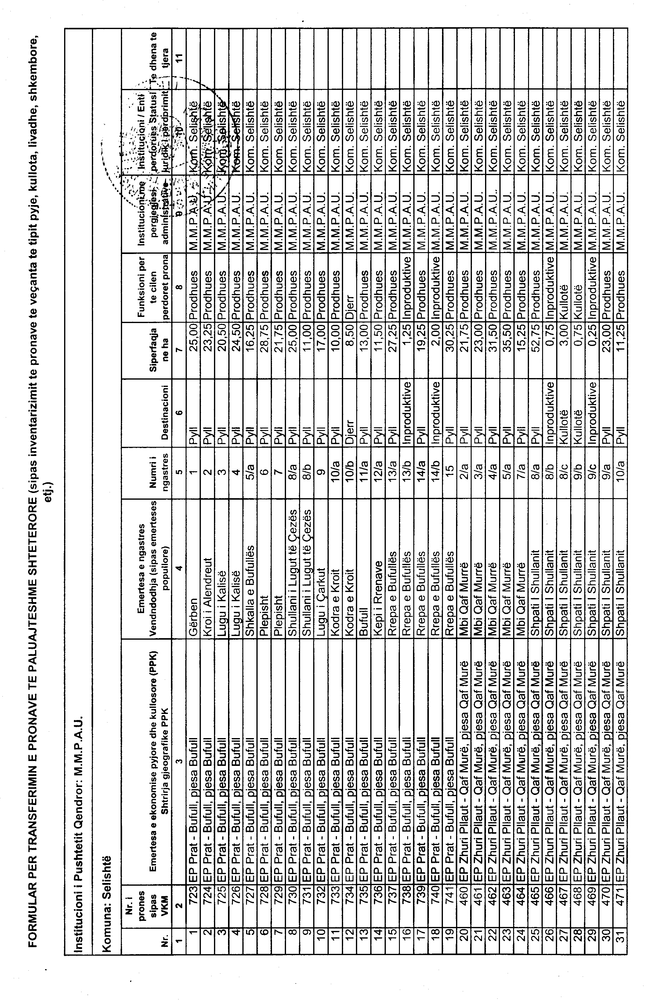 FORMULAR PER TRANSFERIMIN E PRONAVE TE PALUAJTESHME SHTETERORE (sipas inventarizimit te pronave te veçanta te tipit pyje, kullota, livadhe, shkembore,
etj.)
Institucioni i Pushtetit Qendror: M.M.P.A.U.
Komuna: Selishtë
Nr. | Nr. i prones sipas VKM | Emertesa e ekonomise pyjore dhe kullosore (PPK) Shtrirja gjeografike PPK | Emertesa e ngastres Vendndodhja (sipas emerteses popullore) | Numri i ngastres | Destinacioni | Siperfaqja ne ha | Funksioni per te cilen perdoret prona | Institucioni me pergjegjesi administrative | Institucioni / Enti perdorues Statusi juridik i perdorimit | Te dhena te tjera
1 | 2 | 3 | 4 | 5 | 6 | 7 | 8 | 9 | 10 | 11
1 | 723 | EP Prat - Bufull, pjesa Bufull | Gërben | 1 | Pyll | 25,00 | Prodhues | M.M.P.A.U. | Kom. Selishtë
2 | 724 | EP Prat - Bufull, pjesa Bufull | Kroi i Alendreut | 2 | Pyll | 23,25 | Prodhues | M.M.P.A.U. | Kom. Selishtë
3 | 725 | EP Prat - Bufull, pjesa Bufull | Lugu i Kalisë | 3 | Pyll | 20,50 | Prodhues | M.M.P.A.U. | Kom. Selishtë
4 | 726 | EP Prat - Bufull, pjesa Bufull | Lugu i Kalisë | 4 | Pyll | 24,50 | Prodhues | M.M.P.A.U. | Kom. Selishtë
5 | 727 | EP Prat - Bufull, pjesa Bufull | Shkalla e Bufullës | 5/a | Pyll | 16,25 | Prodhues | M.M.P.A.U. | Kom. Selishtë
6 | 728 | EP Prat - Bufull, pjesa Bufull | Plepisht | 6 | Pyll | 28,75 | Prodhues | M.M.P.A.U. | Kom. Selishtë
7 | 729 | EP Prat - Bufull, pjesa Bufull | Plepisht | 7 | Pyll | 21,75 | Prodhues | M.M.P.A.U. | Kom. Selishtë
8 | 730 | EP Prat - Bufull, pjesa Bufull | Shullani i Lugut të Çezës | 8/a | Pyll | 25,00 | Prodhues | M.M.P.A.U. | Kom. Selishtë
9 | 731 | EP Prat - Bufull, pjesa Bufull | Shullani i Lugut të Çezës | 8/b | Pyll | 11,00 | Prodhues | M.M.P.A.U. | Kom. Selishtë
10 | 732 | EP Prat - Bufull, pjesa Bufull | Lugu i Çarkut | 9 | Pyll | 17,00 | Prodhues | M.M.P.A.U. | Kom. Selishtë
11 | 733 | EP Prat - Bufull, pjesa Bufull | Kodra e Kroit | 10/a | Pyll | 10,00 | Prodhues | M.M.P.A.U. | Kom. Selishtë
12 | 734 | EP Prat - Bufull, pjesa Bufull | Kodra e Kroit | 10/b | Djerr | 8,50 | Djerr | M.M.P.A.U. | Kom. Selishtë
13 | 735 | EP Prat - Bufull, pjesa Bufull | Bufull | 11/a | Pyll | 13,00 | Prodhues | M.M.P.A.U. | Kom. Selishtë
14 | 736 | EP Prat - Bufull, pjesa Bufull | Kepi i Rrenave | 12/a | Pyll | 11,50 | Prodhues | M.M.P.A.U. | Kom. Selishtë
15 | 737 | EP Prat - Bufull, pjesa Bufull | Rrepa e Bufullës | 13/a | Pyll | 27,25 | Prodhues | M.M.P.A.U. | Kom. Selishtë
16 | 738 | EP Prat - Bufull, pjesa Bufull | Rrepa e Bufullës | 13/b | Inproduktive | 1,25 | Inproduktive | M.M.P.A.U. | Kom. Selishtë
17 | 739 | EP Prat - Bufull, pjesa Bufull | Rrepa e Bufullës | 14/a | Pyll | 19,25 | Prodhues | M.M.P.A.U. | Kom. Selishtë
18 | 740 | EP Prat - Bufull, pjesa Bufull | Rrepa e Bufullës | 14/b | Inproduktive | 2,00 | Inproduktive | M.M.P.A.U. | Kom. Selishtë
19 | 741 | EP Prat - Bufull, pjesa Bufull | Rrepa e Bufullës | 15 | Pyll | 30,25 | Prodhues | M.M.P.A.U. | Kom. Selishtë
20 | 460 | EP Zhuri Pllaut - Qaf Murë, pjesa Qaf Murë | Mbi Qaf Murrë | 2/a | Pyll | 21,75 | Prodhues | M.M.P.A.U. | Kom. Selishtë
21 | 461 | EP Zhuri Pllaut - Qaf Murë, pjesa Qaf Murë | Mbi Qaf Murrë | 3/a | Pyll | 23,00 | Prodhues | M.M.P.A.U. | Kom. Selishtë
22 | 462 | EP Zhuri Pllaut - Qaf Murë, pjesa Qaf Murë | Mbi Qaf Murrë | 4/a | Pyll | 31,50 | Prodhues | M.M.P.A.U. | Kom. Selishtë
23 | 463 | EP Zhuri Pllaut - Qaf Murë, pjesa Qaf Murë | Mbi Qaf Murrë | 5/a | Pyll | 35,50 | Prodhues | M.M.P.A.U. | Kom. Selishtë
24 | 464 | EP Zhuri Pllaut - Qaf Murë, pjesa Qaf Murë | Mbi Qaf Murrë | 7/a | Pyll | 15,25 | Prodhues | M.M.P.A.U. | Kom. Selishtë
25 | 465 | EP Zhuri Pllaut - Qaf Murë, pjesa Qaf Murë | Shpati I Shullanit | 8/a | Pyll | 52,75 | Prodhues | M.M.P.A.U. | Kom. Selishtë
26 | 466 | EP Zhuri Pllaut - Qaf Murë, pjesa Qaf Murë | Shpati I Shullanit | 8/b | Inproduktive | 0,75 | Inproduktive | M.M.P.A.U. | Kom. Selishtë
27 | 467 | EP Zhuri Pllaut - Qaf Murë, pjesa Qaf Murë | Shpati I Shullanit | 8/c | Kullotë | 3,00 | Kullotë | M.M.P.A.U. | Kom. Selishtë
28 | 468 | EP Zhuri Pllaut - Qaf Murë, pjesa Qaf Murë | Shpati I Shullanit | 9/b | Kullotë | 0,75 | Kullotë | M.M.P.A.U. | Kom. Selishtë
29 | 469 | EP Zhuri Pllaut - Qaf Murë, pjesa Qaf Murë | Shpati I Shullanit | 9/c | Inproduktive | 0,25 | Inproduktive | M.M.P.A.U. | Kom. Selishtë
30 | 470 | EP Zhuri Pllaut - Qaf Murë, pjesa Qaf Murë | Shpati I Shullanit | 9/a | Pyll | 23,00 | Prodhues | M.M.P.A.U. | Kom. Selishtë
31 | 471 | EP Zhuri Pllaut - Qaf Murë, pjesa Qaf Murë | Shpati I Shullanit | 10/a | Pyll | 11,25 | Prodhues | M.M.P.A.U. | Kom. Selishtë